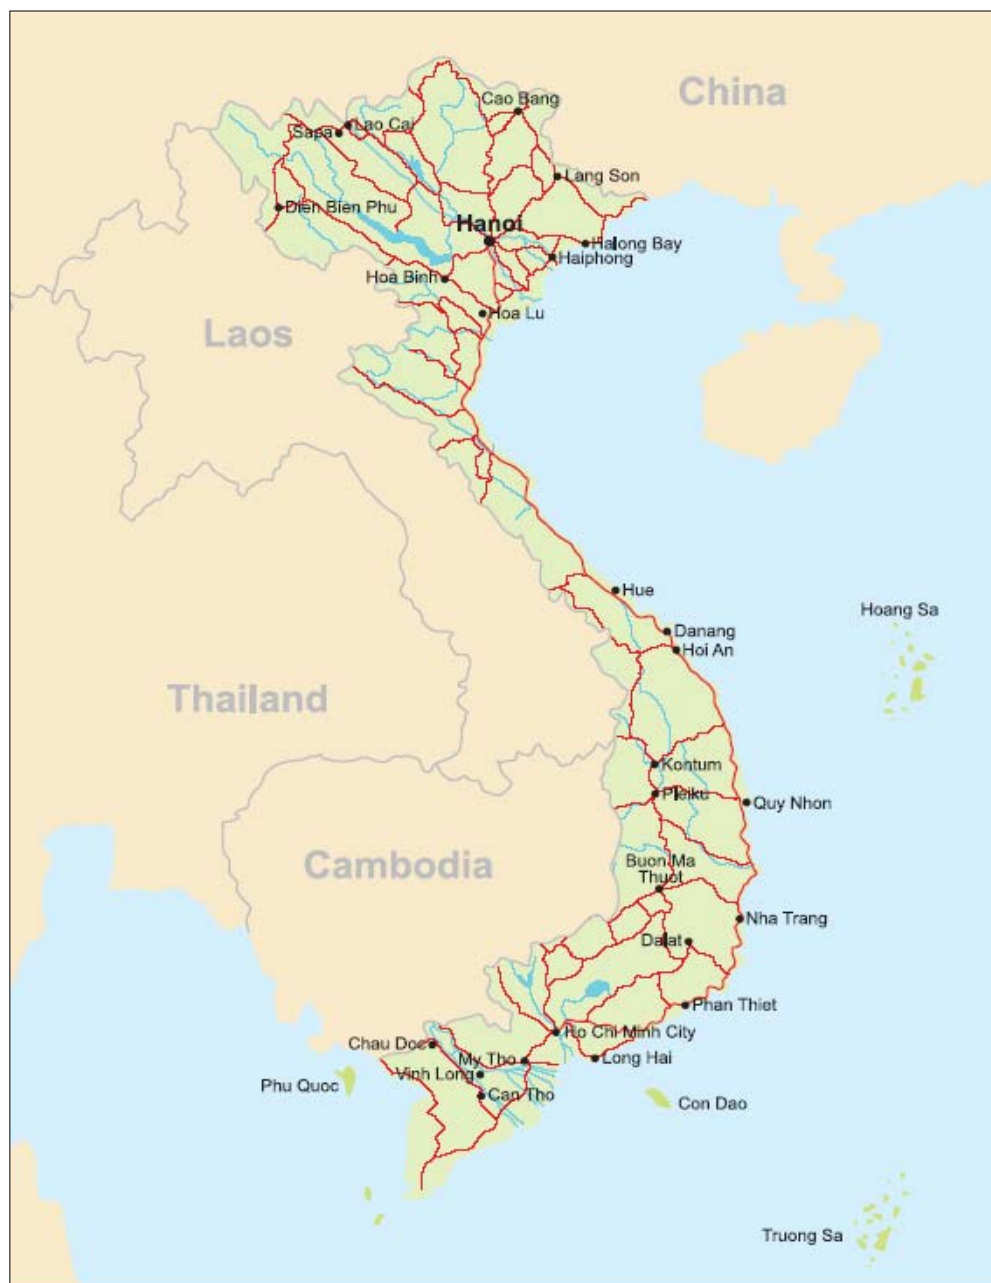 China
Cao Bang
Lao Cai
Sapa
Lang Son
Dien Bien Phu
Hanoi
Halong Bay
Haiphong
Hoa Binh
Hoa Lu
Laos
Hue
Hoang Sa
Danang
Hoi An
Thailand
Kontum
Pleiku
Quy Nhon
Cambodia
Buon Ma
Thuot
Nha Trang
Dalat
Phan Thiet
Ho Chi Minh City
Chau Doc
My Tho
Long Hai
Vinh Long
Phu Quoc
Can Tho
Con Dao
Truong Sa